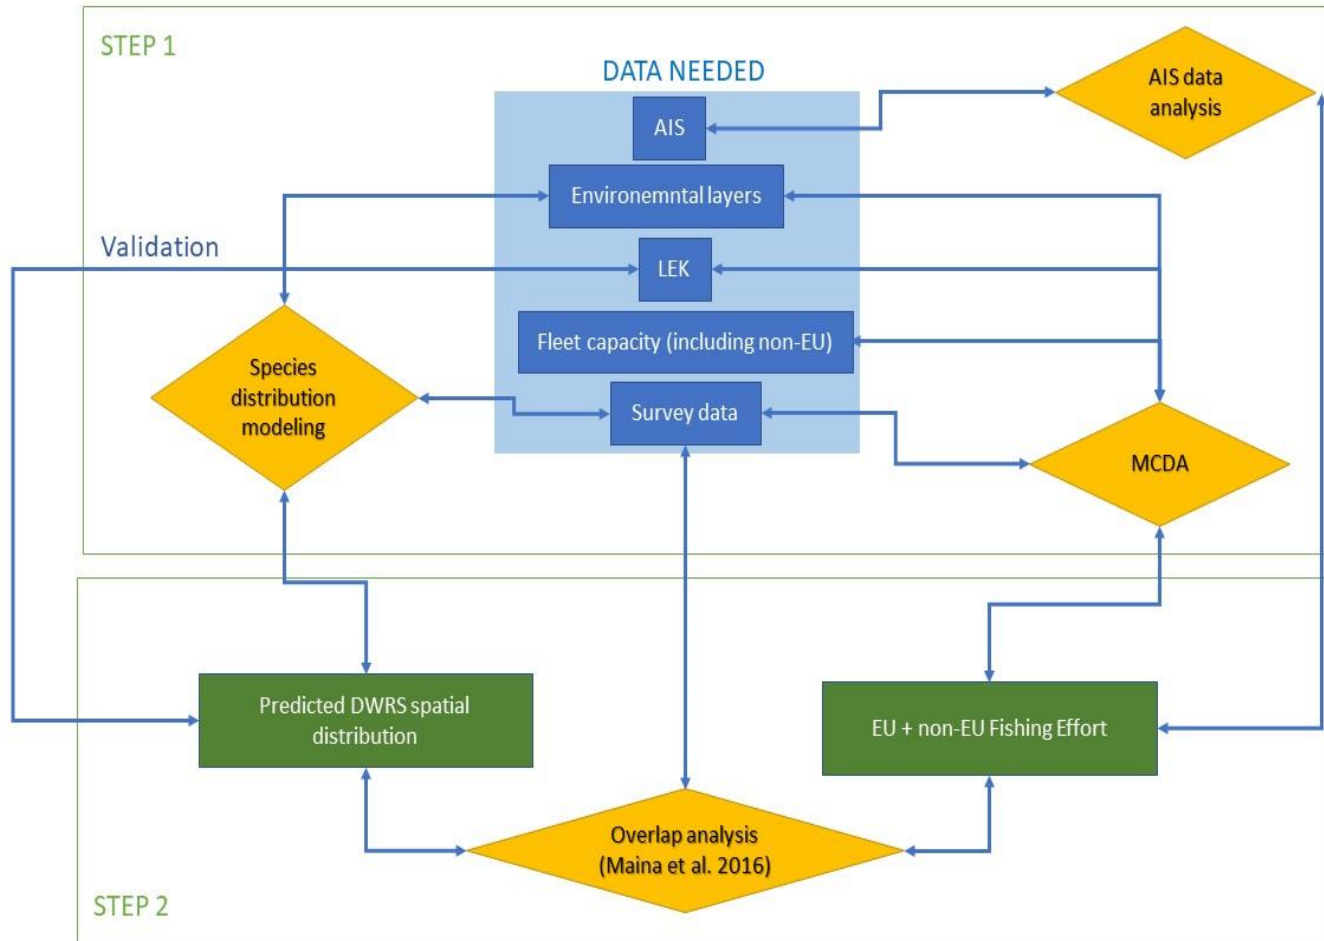 STEP 1
DATA NEEDED
AIS data
analysis
AIS
Environemntal layers
Validation
LEK
Fleet capacity (including non-EU)
Species
distribution
modeling
Survey data
MCDA
Predicted DWRS spatial
distribution
EU + non-EU Fishing Effort
Overlap analysis
(Maina et al. 2016)
STEP 2